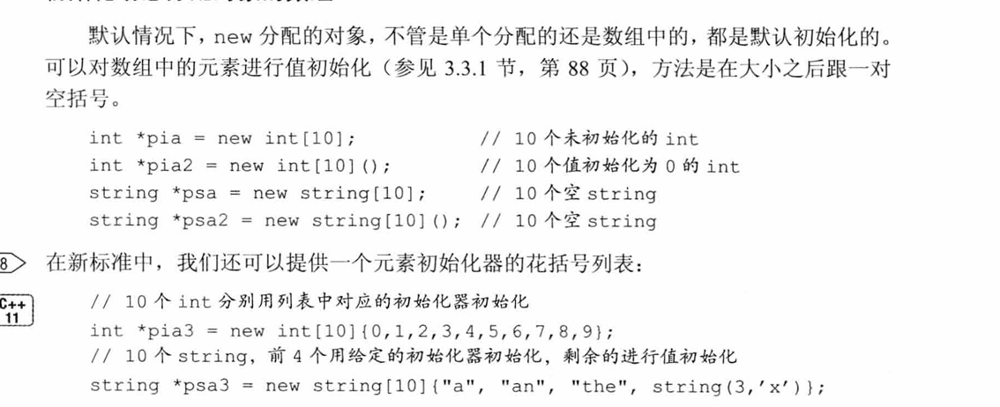 默认情况下，new 分配的对象，不管是单个分配的还是数组中的，都是默认初始化的。
可以对数组中的元素进行值初始化（参见 3.3.1 节，第 88 页），方法是在大小之后跟一对
空括号。
int *pia = new int[10]; // 10 个未初始化的 int
int *pia2 = new int[10](); // 10 个值初始化为 0 的 int
string *psa = new string[10]; // 10 个空 string
string *psa2 = new string[10](); // 10 个空 string
8
在新标准中，我们还可以提供一个元素初始化器的花括号列表：
C++
11
// 10 个 int 分别用列表中对应的初始化器初始化
int *pia3 = new int[10]{0,1,2,3,4,5,6,7,8,9};
// 10 个 string，前 4 个用给定的初始化器初始化，剩余的进行值初始化
string *psa3 = new string[10]{"a", "an", "the", string(3,'x')};